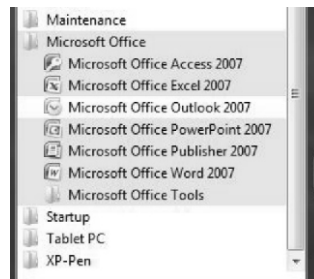 Maintenance
Microsoft Office
Microsoft Office Access 2007
Microsoft Office Excel 2007
Microsoft Office Outlook 2007
Microsoft Office PowerPoint 2007
Microsoft Office Publisher 2007
Microsoft Office Word 2007
Microsoft Office Tools
Startup
Tablet PC
XP-Pen